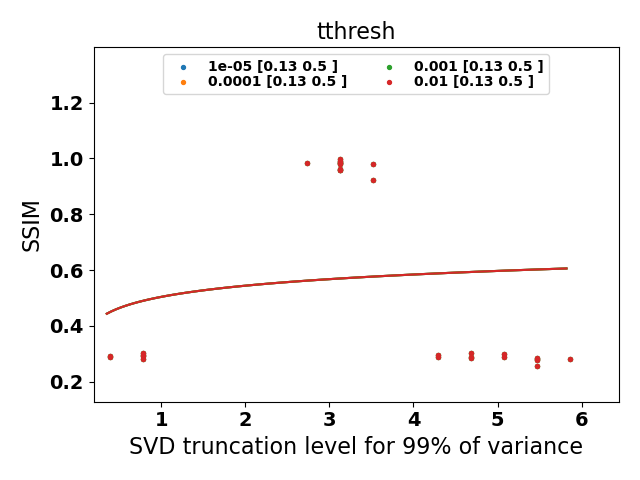 tthresh
1e-05 [0.13 0.5 ]
0.0001 [0.13 0.5 ]
0.001 [0.13 0.5 ]
0.01 [0.13 0.5 ]
SSIM
1.2
1.0
0.8
0.6
0.4
0.2
1 2 3 4 5 6
SVD truncation level for 99% of variance